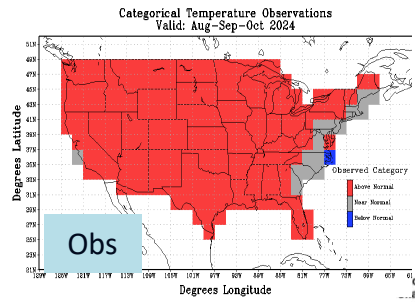 Categorical Temperature Observations
Valid: Aug-Sep-Oct 2024
Degrees Latitude
51N
49N
47N
45N
43N
41N
39N
37N
35N
33N
31N
29N
27N
25N
23N
21N
Observed Category
Above Normal
Near Normal
Below Normal
Obs
129W 125W 121W 117W 113W 109W 105W 101W 97W 93W 89W 85W 81W 77W 73W 69W 65W
Degrees Longitude